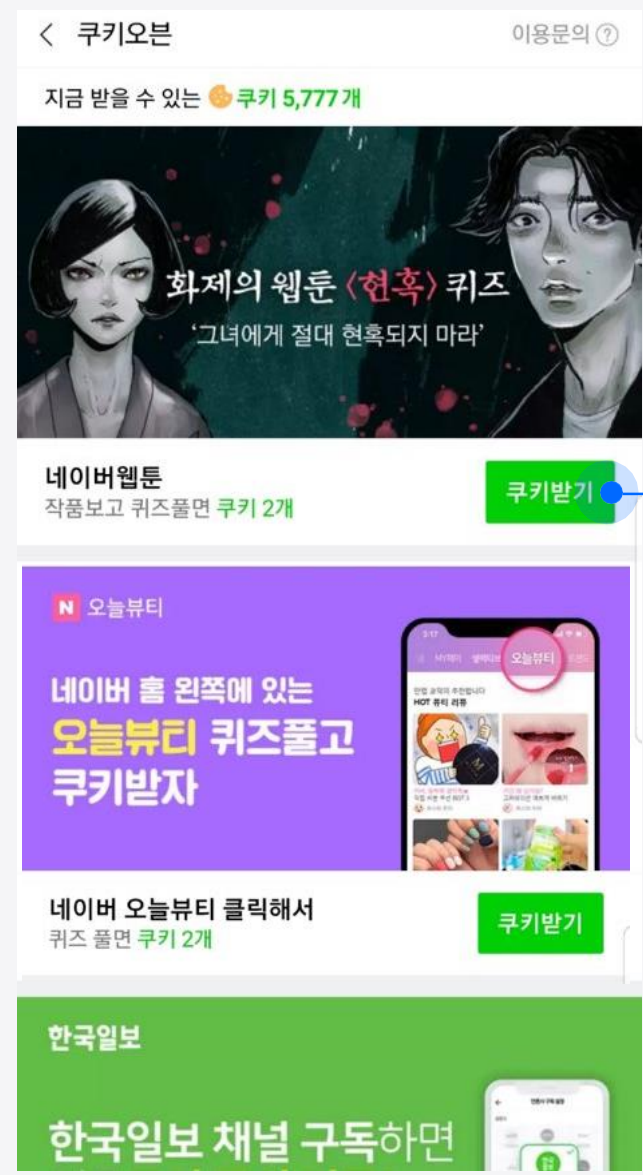 쿠키오븐
이용문의 ?
지금 받을 수 있는 쿠키 5,777개
화제의 웹툰 <현혹> 퀴즈
'그녀에게 절대 현혹되지 마라'
네이버웹툰
작품보고 퀴즈풀면 쿠키 2개
쿠키받기
N 오늘뷰티
네이버 홈 왼쪽에 있는
오늘뷰티 퀴즈풀고
쿠키받자
3:17
오늘뷰티
HOT 뷰티 리뷰
네이버 오늘뷰티 클릭해서
퀴즈 풀면 쿠키 2개
쿠키받기
한국일보
한국일보 채널 구독하면